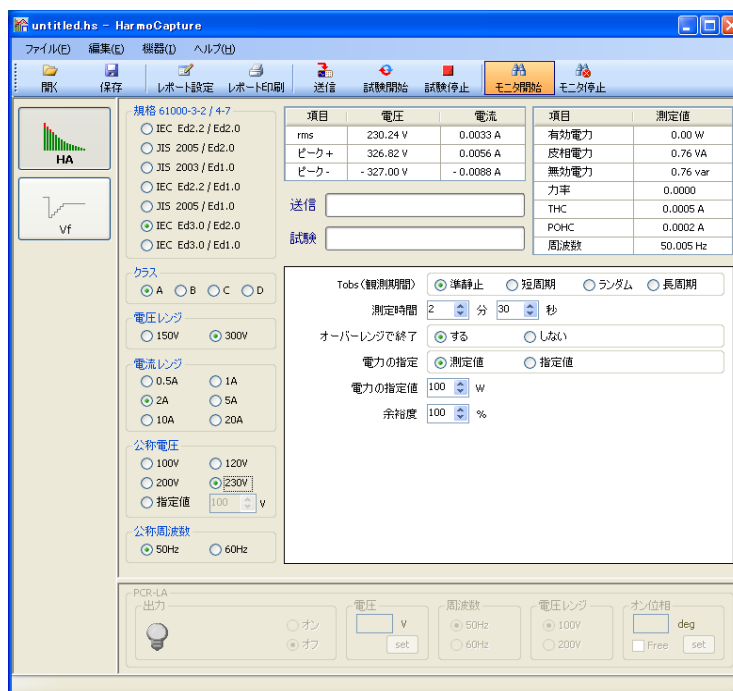 untitled.hs - HarmoCapture
ファイル(F) 編集(E) 機器(I) ヘルプ(H)
開く 保存 レポート設定 レポート印刷 送信 試験開始 試験停止 モニタ開始 モニタ停止
HA
Vf
規格 61000-3-2 / 4-7
IEC Ed2.2 / Ed2.0
JIS 2005 / Ed2.0
JIS 2003 / Ed1.0
IEC Ed2.2 / Ed1.0
JIS 2005 / Ed1.0
IEC Ed3.0 / Ed2.0
IEC Ed3.0 / Ed1.0
項目 電圧 電流
rms 230.24 V 0.0033 A
ピーク + 326.82 V 0.0056 A
ピーク - - 327.00 V - 0.0088 A
送信
試験
項目 測定値
有効電力 0.00 W
皮相電力 0.76 VA
無効電力 0.76 var
力率 0.0000
THC 0.0005 A
POHC 0.0002 A
周波数 50.005 Hz
クラス
A B C D
電圧レンジ
150V 300V
電流レンジ
0.5A 1A
2A 5A
10A 20A
公称電圧
100V 120V
200V 230V
指定値 100 V
公称周波数
50Hz 60Hz
Tobs(観測期間) 準静止 短周期 ランダム 長周期
測定時間 2 分 30 秒
オーバーレンジで終了 する しない
電力の指定 測定値 指定値
電力の指定値 100 W
余裕度 100 %
PCR-LA
出力
オン
オフ
電圧
V
set
周波数
50Hz
60Hz
電圧レンジ
100V
200V
オン位相
deg
Free set